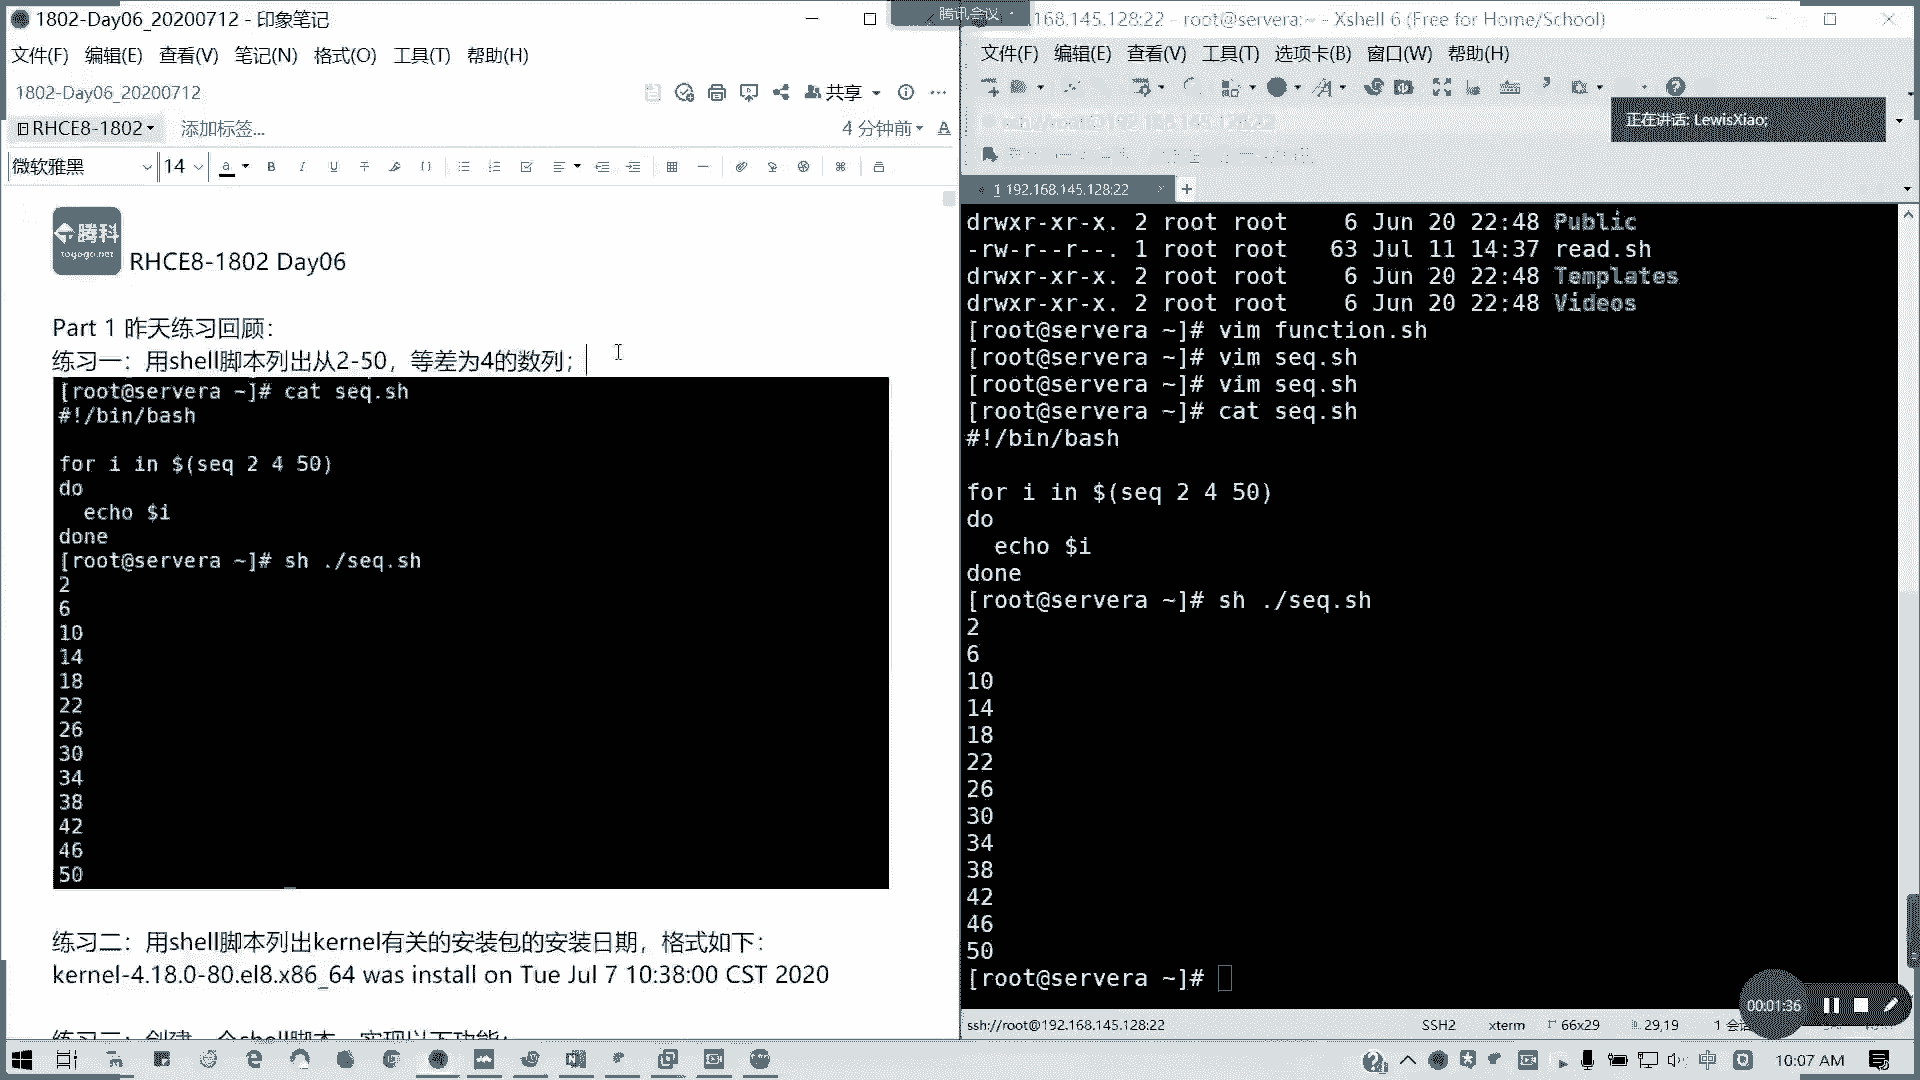 1802-Day06_20200712 - 印象笔记
文件(F) 编辑(E) 查看(V) 笔记(N) 格式(O) 工具(T) 帮助(H)
1802-Day06_20200712
共享
RHCE8-1802
添加标签...
4 分钟前
微软雅黑
14
腾科
togogo.net
RHCE8-1802 Day06
Part 1 昨天练习回顾：
练习一：用shell脚本列出从2-50，等差为4的数列；
[root@servera ~]# cat seq.sh
#!/bin/bash
for i in $(seq 2 4 50)
do
echo $i
done
[root@servera ~]# sh ./seq.sh
2
6
10
14
18
22
26
30
34
38
42
46
50
练习二：用shell脚本列出kernel有关的安装包的安装日期，格式如下：
kernel-4.18.0-80.el8.x86_64 was install on Tue Jul 7 10:38:00 CST 2020
腾讯会议
168.145.128:22 - root@servera:~ - Xshell 6 (Free for Home/School)
文件(F) 编辑(E) 查看(V) 工具(T) 选项卡(B) 窗口(W) 帮助(H)
ssh://root@192.168.145.128:22
正在讲话: LewisXiao;
1 192.168.145.128:22
drwxr-xr-x. 2 root root 6 Jun 20 22:48 Public
-rw-r--r--. 1 root root 63 Jul 11 14:37 read.sh
drwxr-xr-x. 2 root root 6 Jun 20 22:48 Templates
drwxr-xr-x. 2 root root 6 Jun 20 22:48 Videos
[root@servera ~]# vim function.sh
[root@servera ~]# vim seq.sh
[root@servera ~]# vim seq.sh
[root@servera ~]# cat seq.sh
#!/bin/bash
for i in $(seq 2 4 50)
do
echo $i
done
[root@servera ~]# sh ./seq.sh
2
6
10
14
18
22
26
30
34
38
42
46
50
[root@servera ~]#
00:01:36
ssh://root@192.168.145.128:22
SSH2
xterm
66x29
29,19
1 会
中
10:07 AM